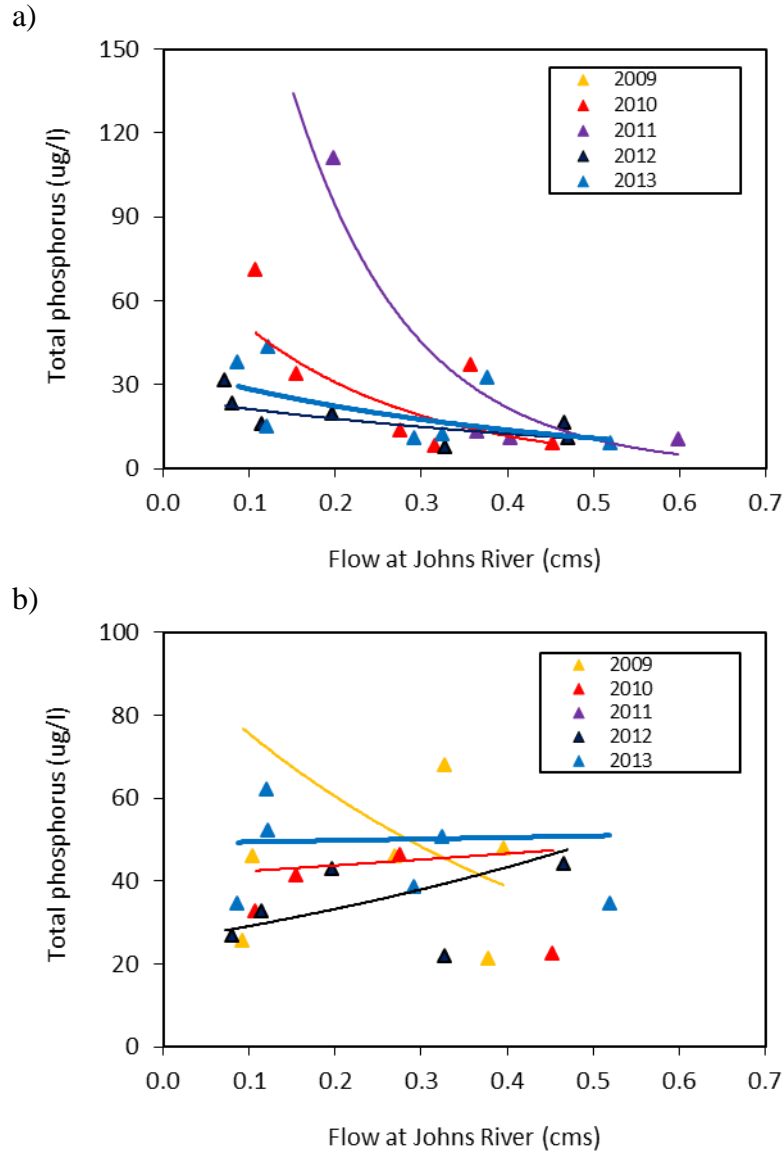 a)
Total phosphorus (ug/l)
150
120
90
60
30
0
2009
2010
2011
2012
2013
0.0 0.1 0.2 0.3 0.4 0.5 0.6 0.7
Flow at Johns River (cms)
b)
Total phosphorus (ug/l)
100
80
60
40
20
0
2009
2010
2011
2012
2013
0.0 0.1 0.2 0.3 0.4 0.5 0.6 0.7
Flow at Johns River (cms)